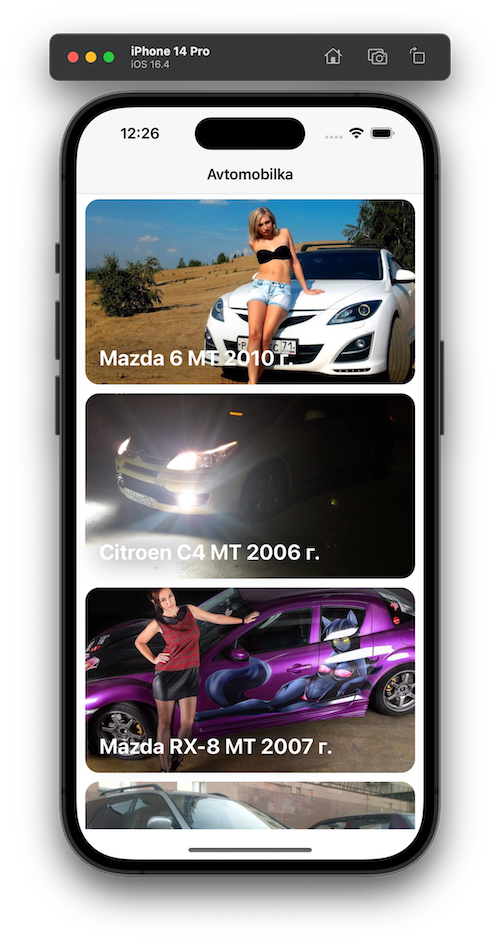 iPhone 14 Pro
iOS 16.4
12:26
Avtomobilka
Mazda 6 MT 2010 г.
Citroen C4 MT 2006 г.
Mazda RX-8 MT 2007 г.